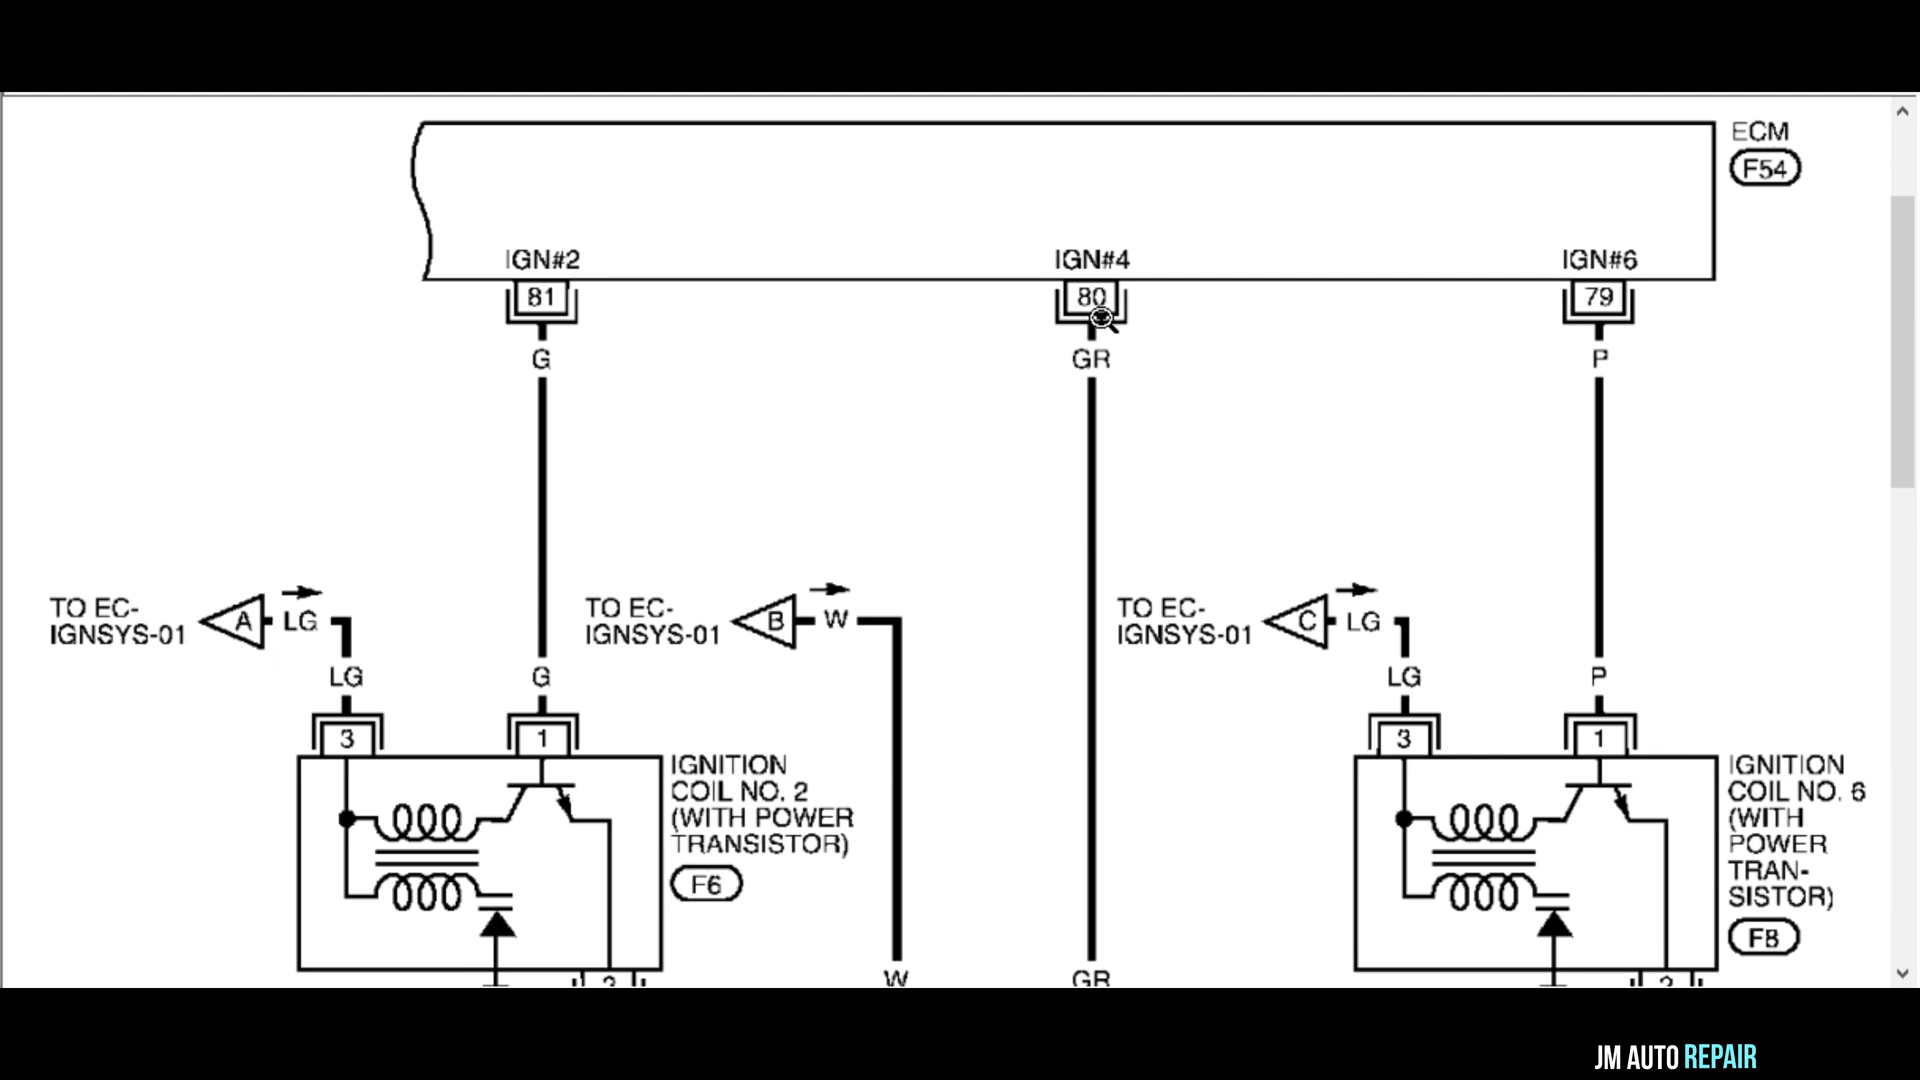 ECM
F54
IGN#2
IGN#4
IGN#6
81
80
79
G
GR
P
TO EC-
IGNSYS-01
A
LG
TO EC-
IGNSYS-01
B
W
TO EC-
IGNSYS-01
C
LG
LG
G
LG
P
3
1
3
1
IGNITION
COIL NO. 2
(WITH POWER
TRANSISTOR)
F6
IGNITION
COIL NO. 6
(WITH
POWER
TRAN-
SISTOR)
F8
2
W
GR
2
JM AUTO REPAIR